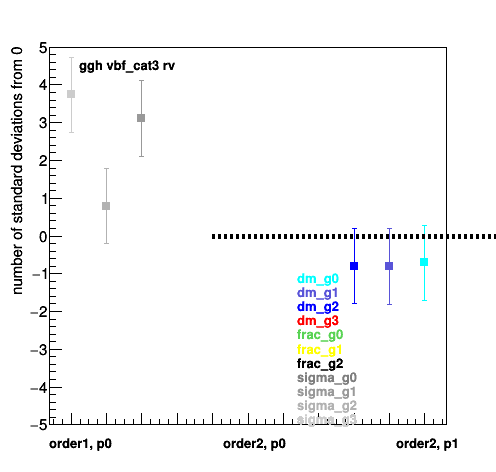 number of standard deviations from 0
5
ggh vbf_cat3 rv
4
3
2
1
0
−1
−2
−3
−4
−5
dm_g0
dm_g1
dm_g2
dm_g3
frac_g0
frac_g1
frac_g2
sigma_g0
sigma_g1
sigma_g2
sigma_g3
order1, p0
order2, p0
order2, p1